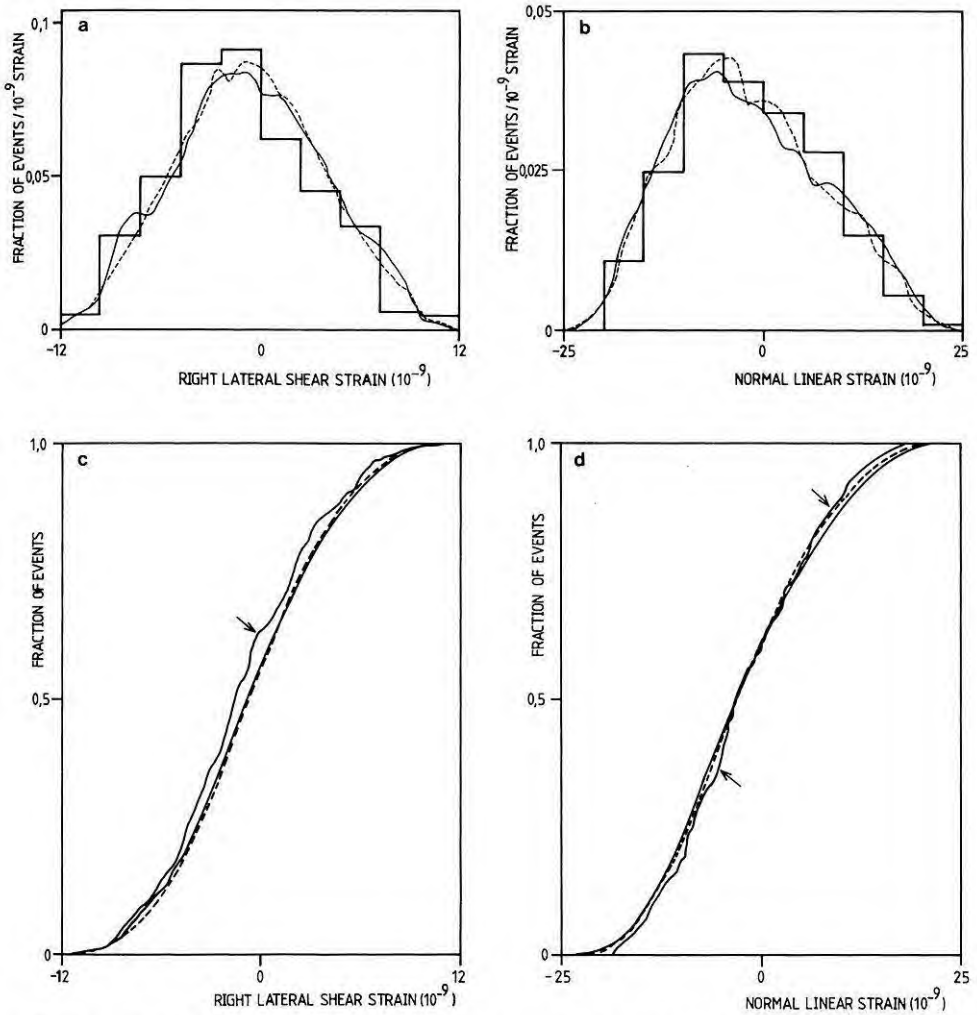 a
FRACTION OF EVENTS/10⁻⁹ STRAIN
0,1
0,05
0
-12
0
12
RIGHT LATERAL SHEAR STRAIN (10⁻⁹)
b
FRACTION OF EVENTS/10⁻⁹ STRAIN
0,05
0,025
0
-25
0
25
NORMAL LINEAR STRAIN (10⁻⁹)
c
FRACTION OF EVENTS
1,0
0,5
0
-12
0
12
RIGHT LATERAL SHEAR STRAIN (10⁻⁹)
d
FRACTION OF EVENTS
1,0
0,5
0
-25
0
25
NORMAL LINEAR STRAIN (10⁻⁹)